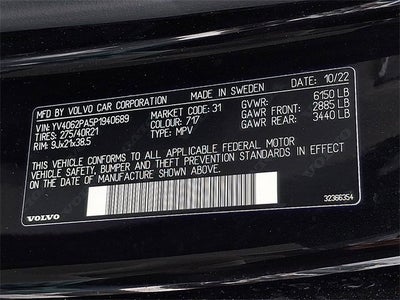 MFD BY VOLVO CAR CORPORATION MADE IN SWEDEN 10/22
VIN: YV4062PA5P1940689 MARKET CODE: 31 GVWR: 6150 LB
TIRES: 275/40R21 COLOUR: 717 GAWR FRONT: 2885 LB
RIM: 9Jx21x38.5 TYPE: MPV GAWR REAR: 3440 LB
THIS VEHICLE CONFORMS TO ALL APPLICABLE FEDERAL MOTOR
VEHICLE SAFETY, BUMPER AND THEFT PREVENTION STANDARDS IN EFFECT
ON THE DATE OF MANUFACTURE SHOWN ABOVE.
VOLVO 32366354